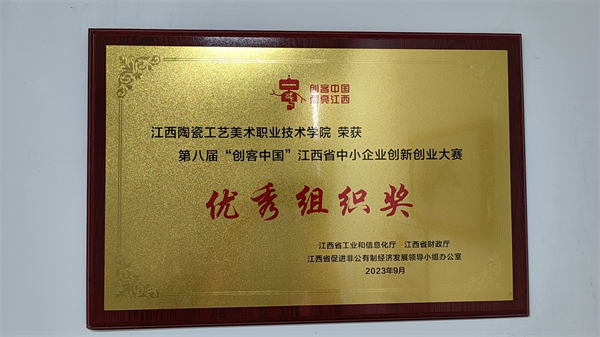 创客中国
点亮江西
江西陶瓷工艺美术职业技术学院 荣获
第八届“创客中国”江西省中小企业创新创业大赛
优秀组织奖
江西省工业和信息化厅 江西省财政厅
江西省促进非公有制经济发展领导小组办公室
2023年9月